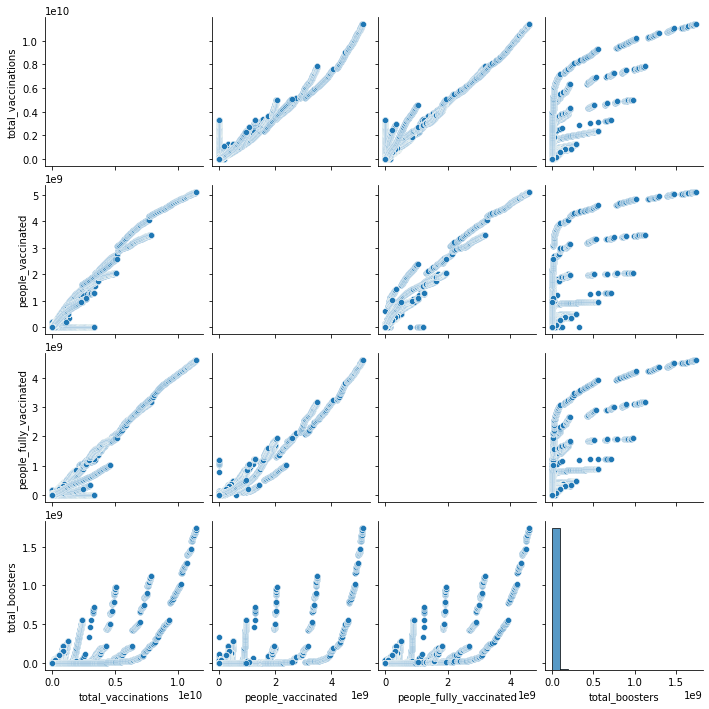 1e10
total_vaccinations
1.0
0.8
0.6
0.4
0.2
0.0
1e9
people_vaccinated
5
4
3
2
1
0
1e9
people_fully_vaccinated
4
3
2
1
0
1e9
total_boosters
1.5
1.0
0.5
0.0
0.0 0.5 1.0 0 2 4 0 2 4 0.0 0.5 1.0 1.5
total_vaccinations 1e10 people_vaccinated 1e9 people_fully_vaccinated 1e9 total_boosters 1e9